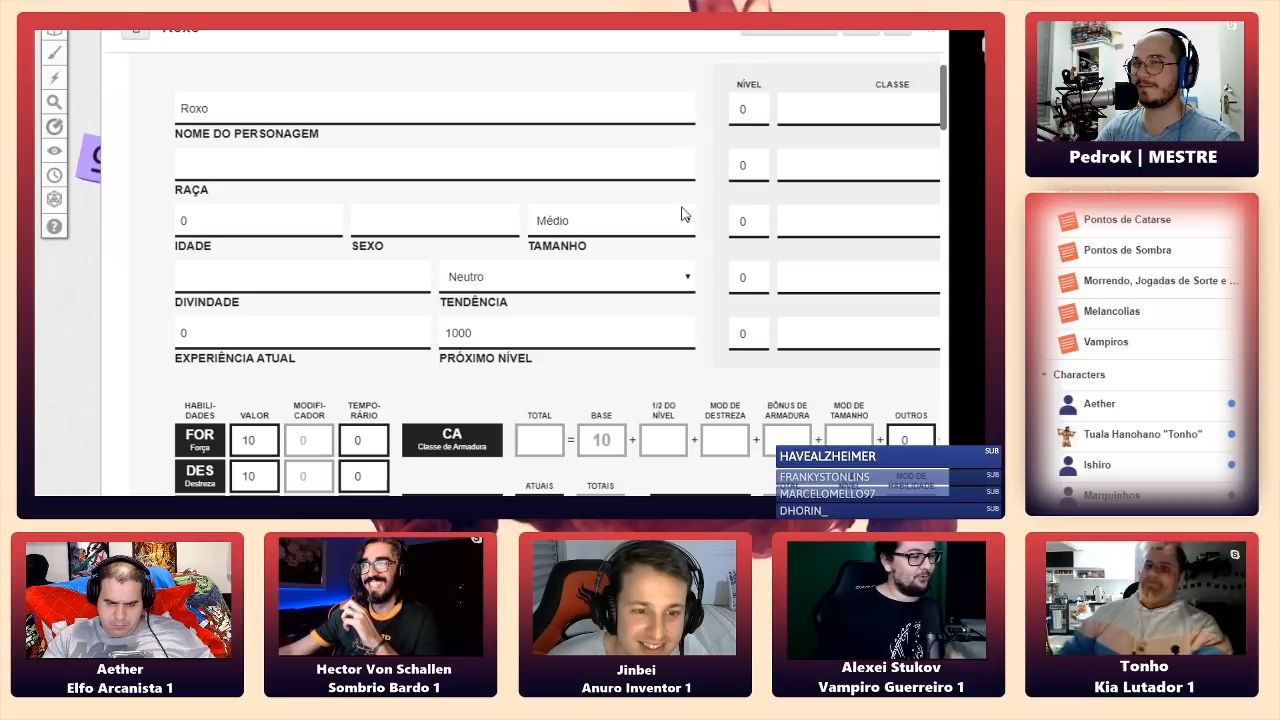 Roxo
NÍVEL
CLASSE
Roxo
0
NOME DO PERSONAGEM
0
RAÇA
0
Médio
0
IDADE
SEXO
TAMANHO
Neutro
0
DIVINDADE
TENDÊNCIA
0
1000
0
EXPERIÊNCIA ATUAL
PRÓXIMO NÍVEL
HABILI-
DADES
VALOR
MODIFI-
CADOR
TEMPO-
RÁRIO
FOR
Força
10
0
0
DES
Destreza
10
0
0
CA
Classe de Armadura
TOTAL
BASE
1/2 DO
NÍVEL
MOD DE
DESTREZA
BÔNUS DE
ARMADURA
MOD DE
TAMANHO
OUTROS
= 10 + + + + + 0
ATUAIS
TOTAIS
HAVEALZHEIMER SUB
FRANKYSTONLINS SUB
MARCELOMELLO97 SUB
DHORIN_ SUB
PedroK | MESTRE
Pontos de Catarse
Pontos de Sombra
Morrendo, Jogadas de Sorte e ...
Melancolias
Vampiros
Characters
Aether
Tuala Hanohano "Tonho"
Ishiro
Marquinhos
Aether
Elfo Arcanista 1
Hector Von Schallen
Sombrio Bardo 1
Jinbei
Anuro Inventor 1
Alexei Stukov
Vampiro Guerreiro 1
Tonho
Kia Lutador 1